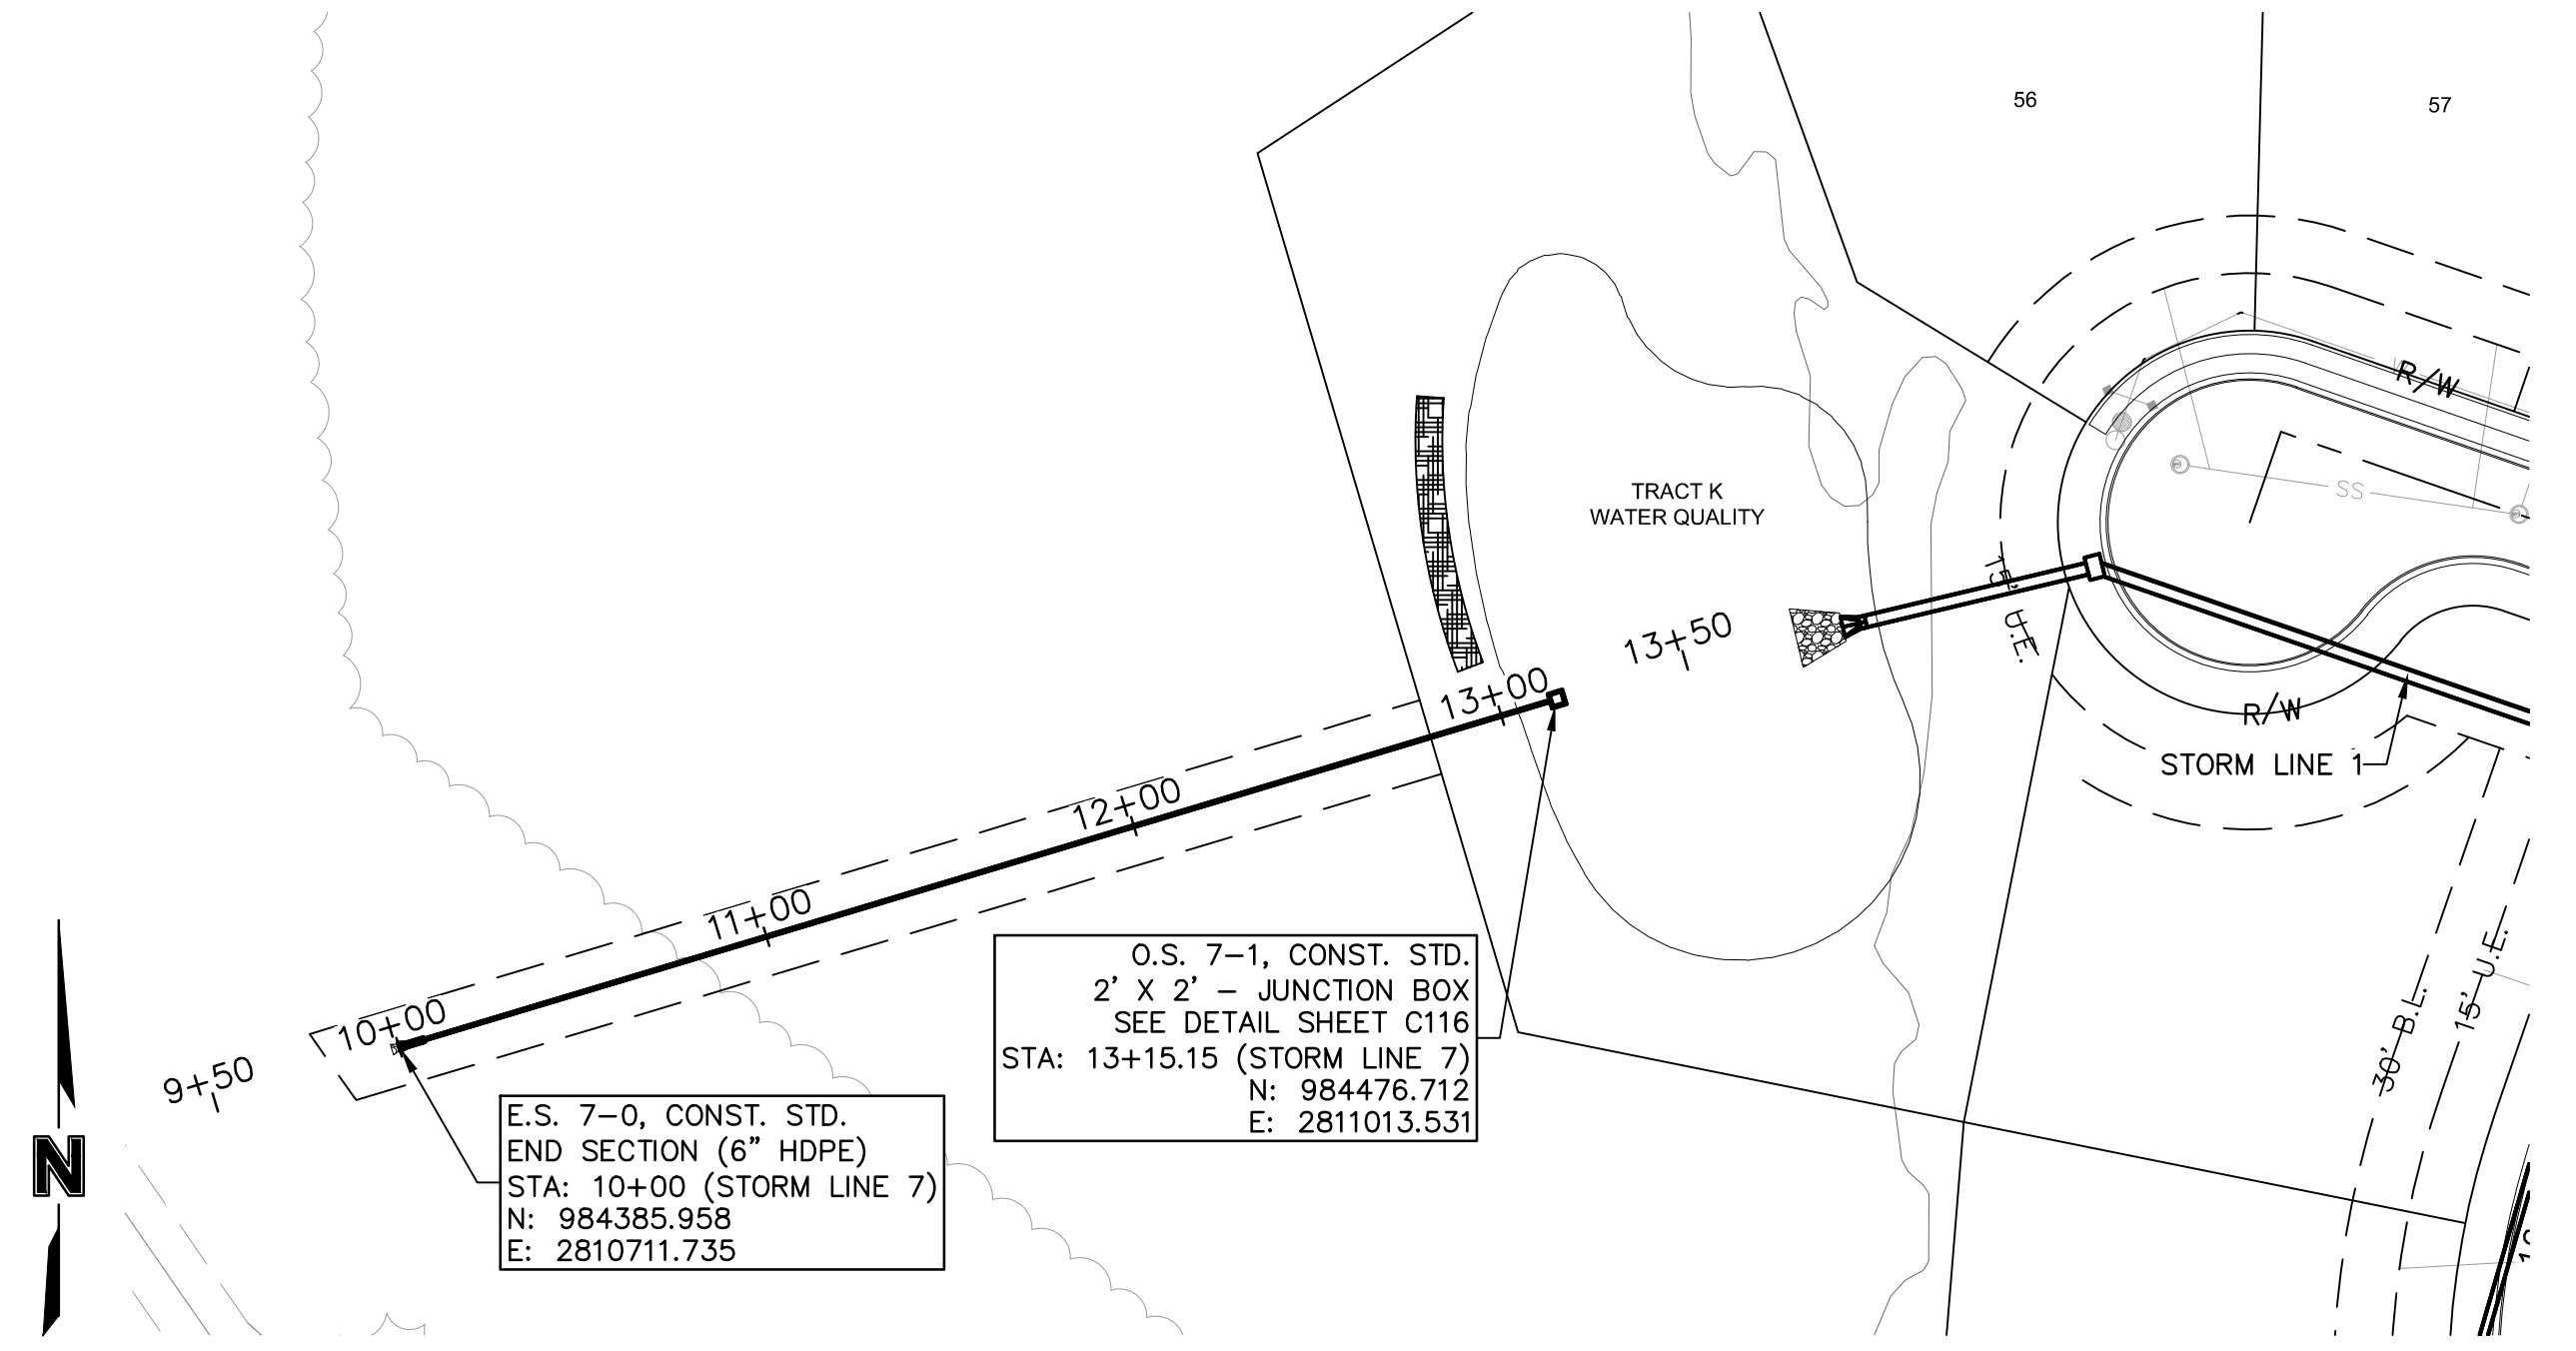 56
57
R/W
SS
TRACT K
WATER QUALITY
15' U.E.
13+50
13+00
R/W
STORM LINE 1
12+00
11+00
10+00
9+50
O.S. 7-1, CONST. STD.
2' X 2' - JUNCTION BOX
SEE DETAIL SHEET C116
STA: 13+15.15 (STORM LINE 7)
N: 984476.712
E: 2811013.531
E.S. 7-0, CONST. STD.
END SECTION (6" HDPE)
STA: 10+00 (STORM LINE 7)
N: 984385.958
E: 2810711.735
30' B.L.
15' U.E.
N